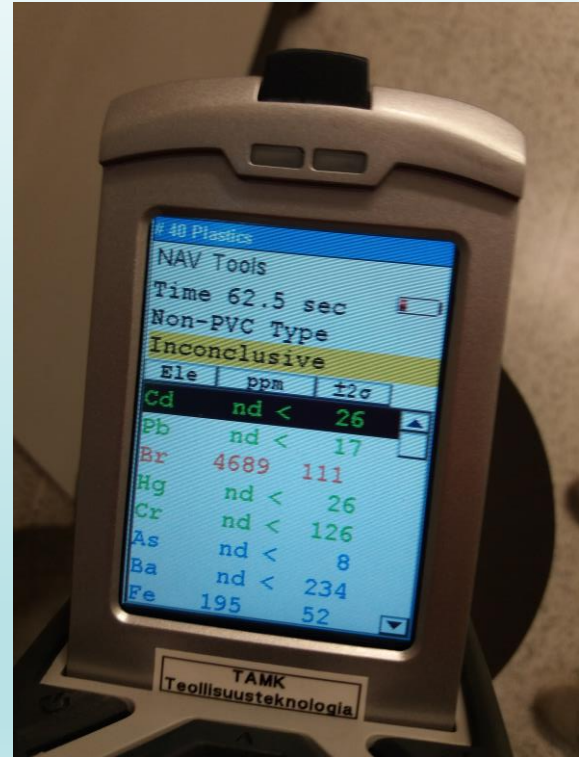 # 40 Plastics
NAV Tools
Time 62.5 sec
Non-PVC Type
Inconclusive
Ele ppm ±2σ
Cd nd < 26
Pb nd < 17
Br 4689 111
Hg nd < 26
Cr nd < 126
As nd < 8
Ba nd < 234
Fe 195 52
TAMK
Teollisuusteknologia